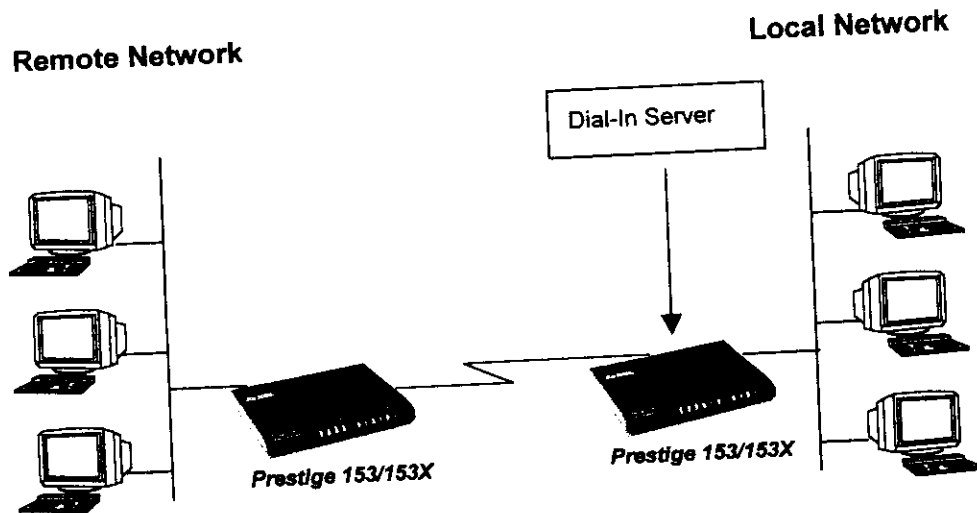 Remote Network
Local Network
Dial-In Server
Prestige 153/153X
Prestige 153/153X